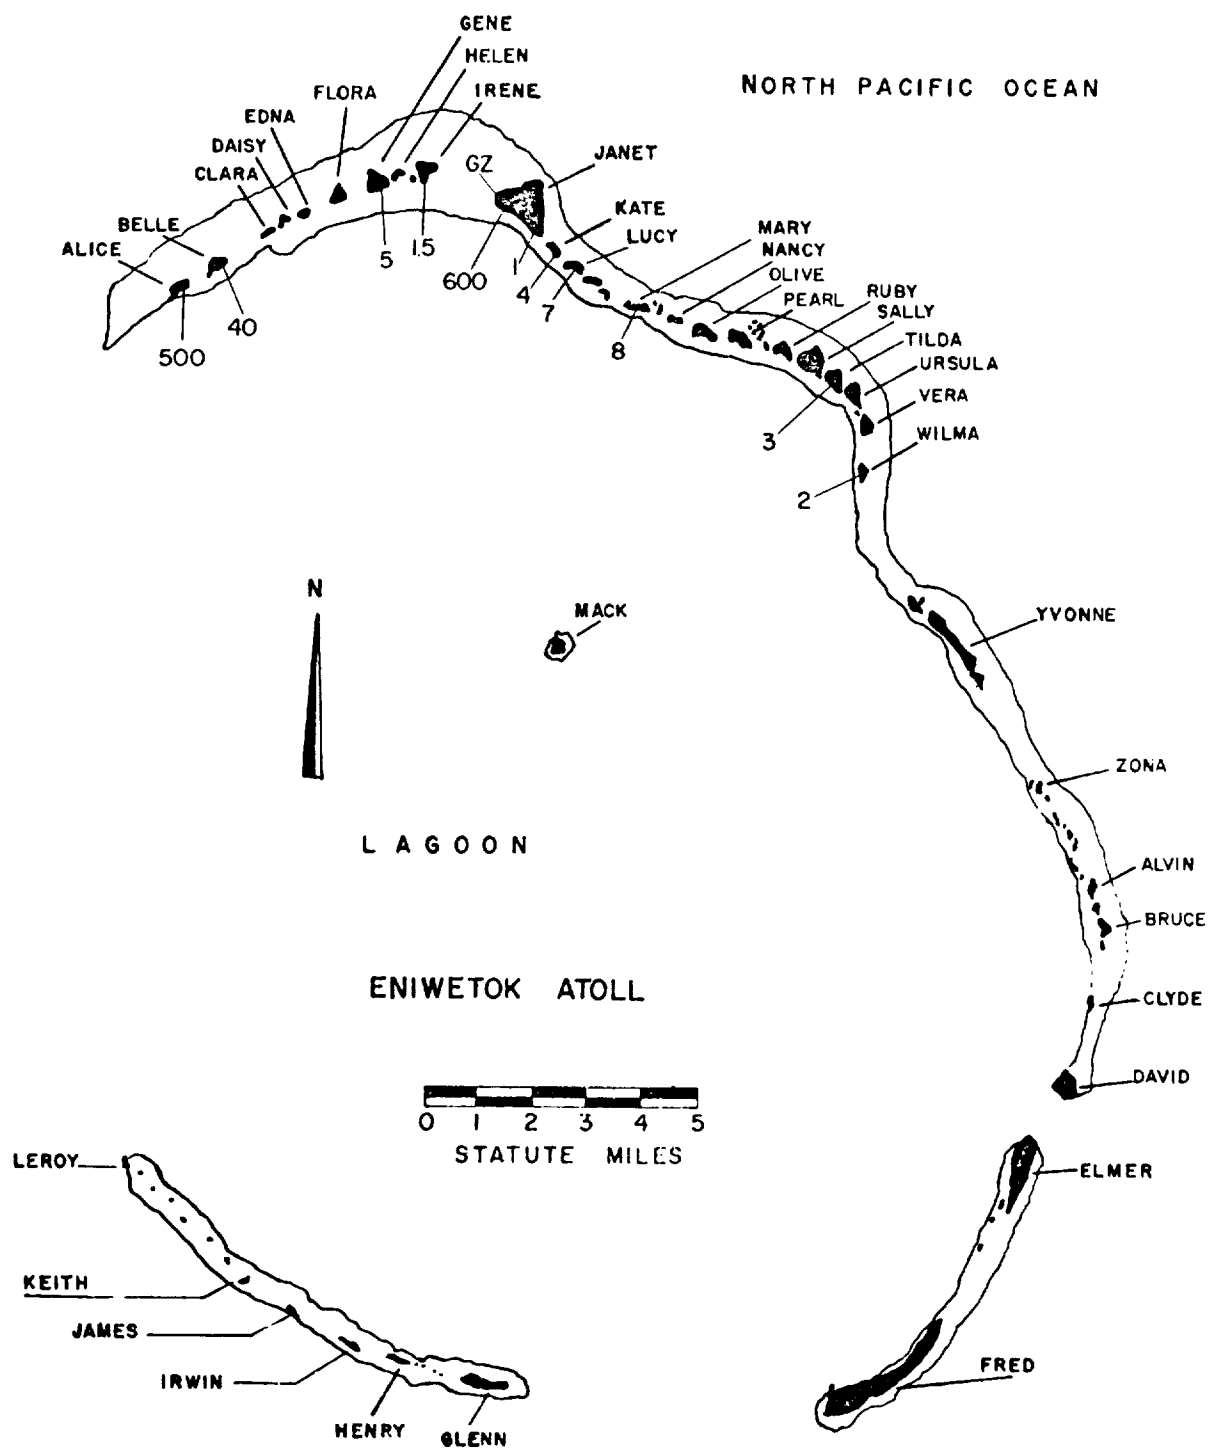 GENE
HELEN
NORTH PACIFIC OCEAN
FLORA
IRENE
EDNA
DAISY
JANET
GZ
CLARA
KATE
BELLE
MARY
ALICE
LUCY
NANCY
5
1.5
OLIVE
600
1
RUBY
4
PEARL
7
SALLY
40
TILDA
500
8
URSULA
VERA
3
WILMA
2
N
MACK
YVONNE
ZONA
LAGOON
ALVIN
BRUCE
ENIWETOK ATOLL
CLYDE
DAVID
0 1 2 3 4 5
STATUTE MILES
LEROY
ELMER
KEITH
JAMES
FRED
IRWIN
HENRY
GLENN